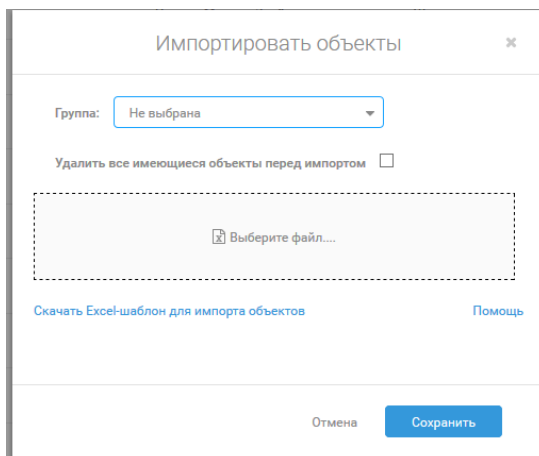 Импортировать объекты
Группа: Не выбрана
Удалить все имеющиеся объекты перед импортом
Выберите файл....
Скачать Excel-шаблон для импорта объектов Помощь
Отмена Сохранить